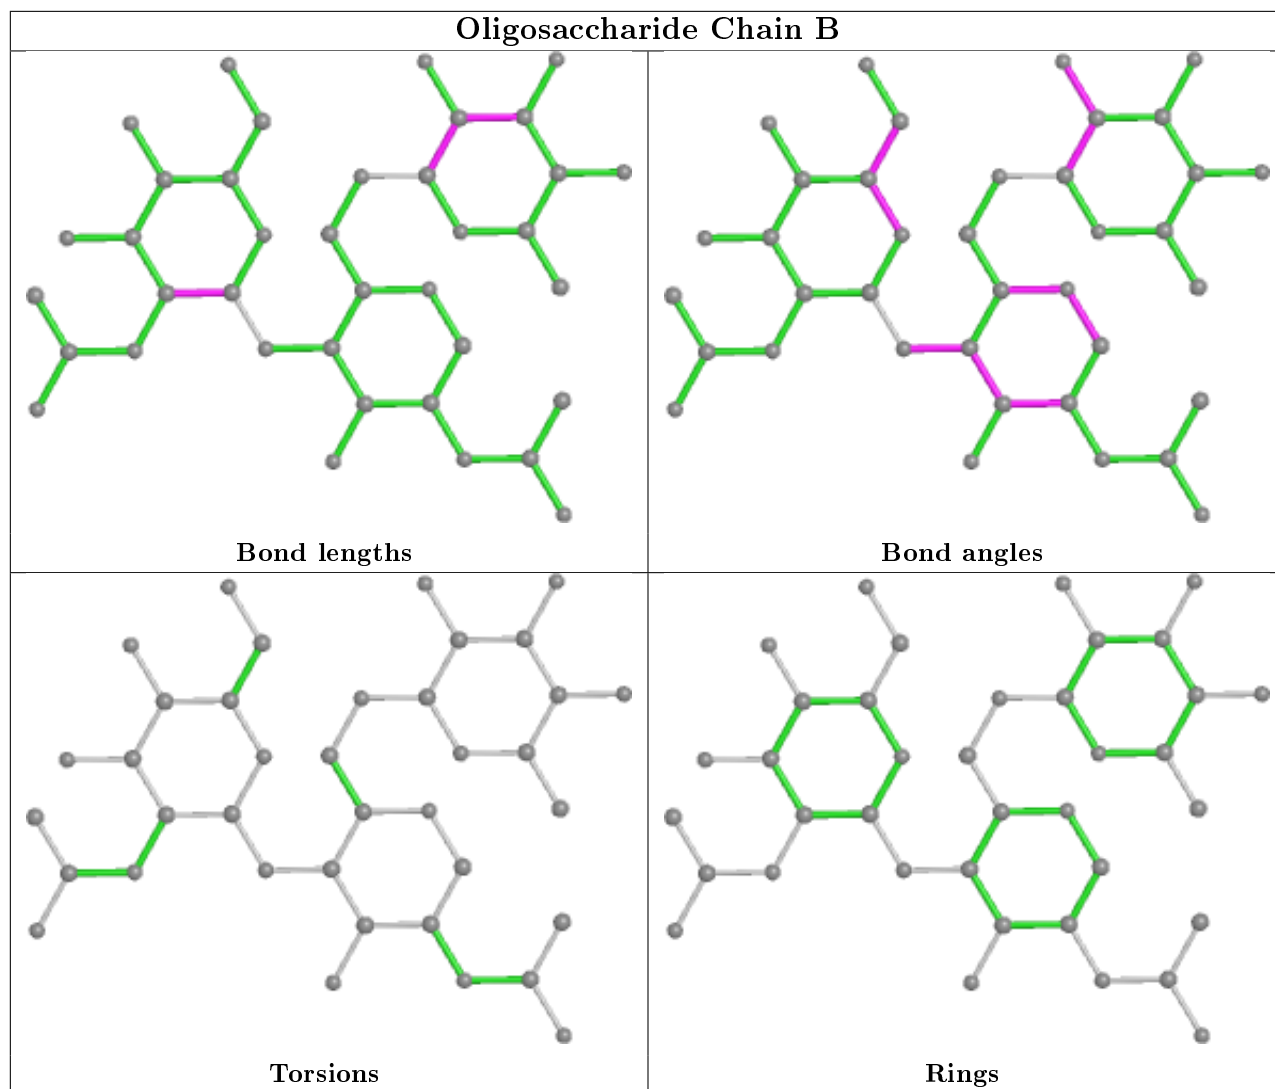 Oligosaccharide Chain B
Bond lengths
Bond angles
Torsions
Rings